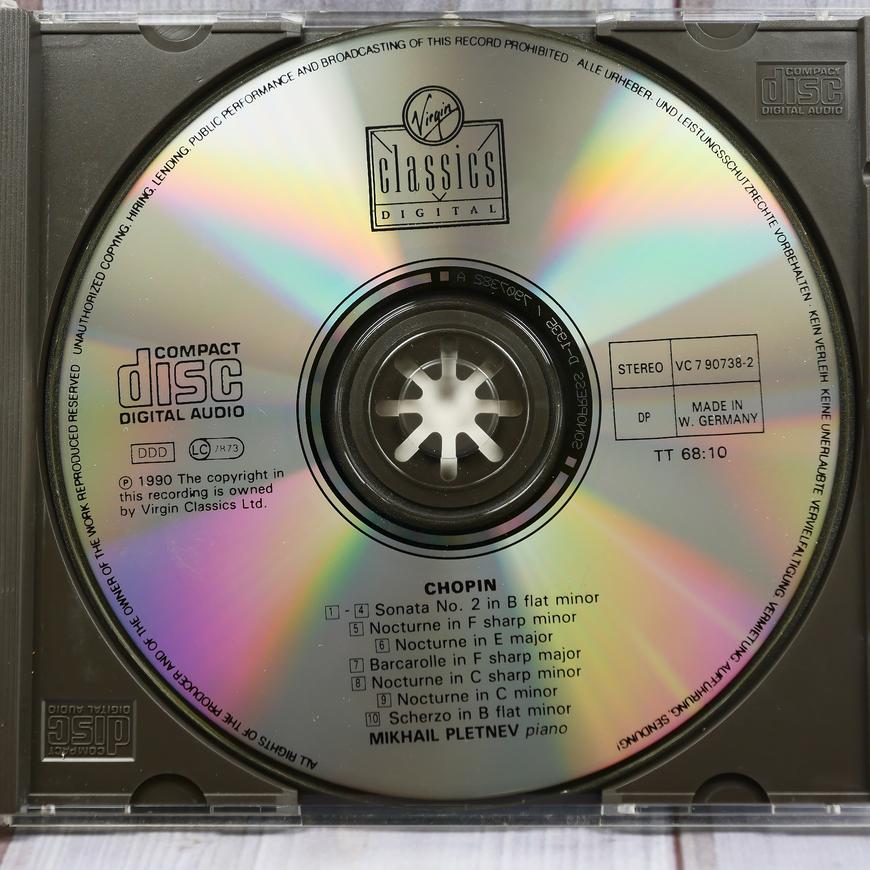 UNAUTHORIZED COPYING, HIRING, LENDING, PUBLIC PERFORMANCE AND BROADCASTING OF THIS RECORD PROHIBITED · ALLE URHEBER- UND LEISTUNGSSCHUTZRECHTE VORBEHALTEN · KEIN VERLEIH. KEINE UNERLAUBTE VERVIELFALTIGUNG, VERMIETUNG, AUFFUHRUNG, SENDUNG!
ALL RIGHTS OF THE PRODUCER AND OF THE OWNER OF THE WORK REPRODUCED RESERVED
Virgin
classics
DIGITAL
COMPACT
disc
DIGITAL AUDIO
DDD LC 7873
Ⓟ 1990 The copyright in
this recording is owned
by Virgin Classics Ltd.
STEREO VC 7 90738-2
DP MADE IN
W. GERMANY
TT 68:10
SONOPRESS D-4835 /
CHOPIN
1 - 4 Sonata No. 2 in B flat minor
5 Nocturne in F sharp minor
6 Nocturne in E major
7 Barcarolle in F sharp major
8 Nocturne in C sharp minor
9 Nocturne in C minor
10 Scherzo in B flat minor
MIKHAIL PLETNEV piano
COMPACT
disc
DIGITAL AUDIO
COMPACT
disc
DIGITAL AUDIO